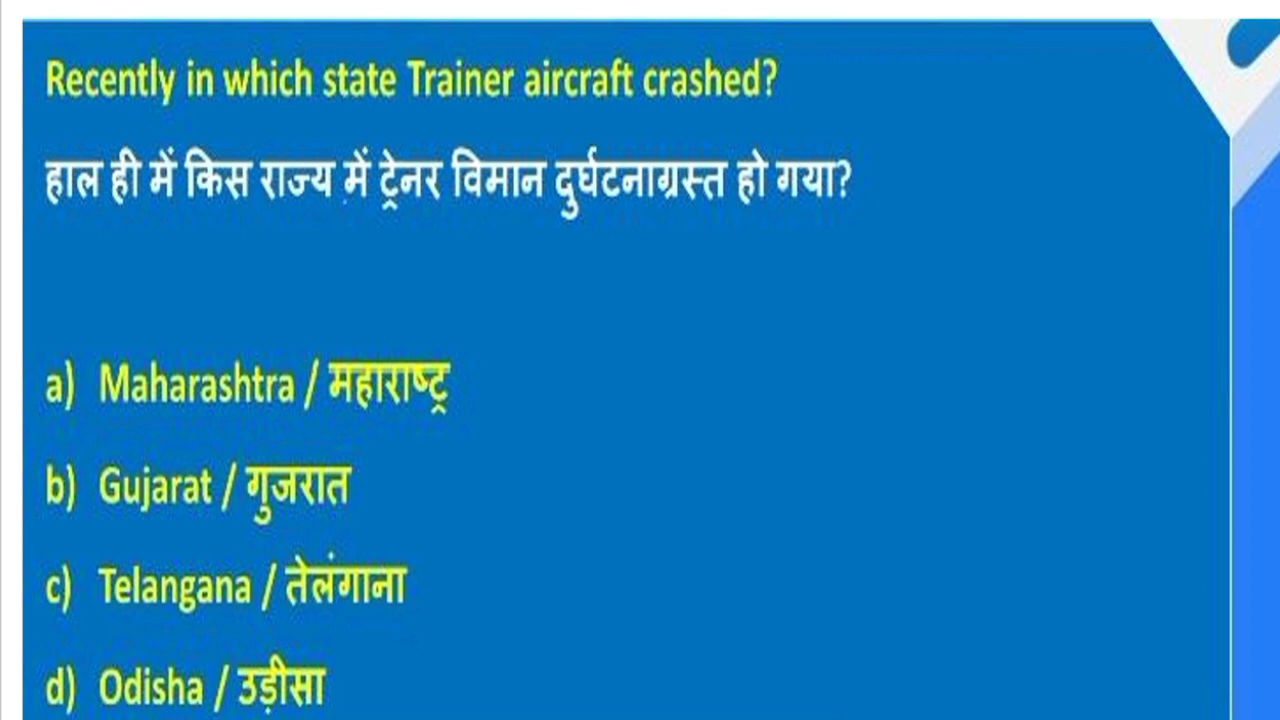 Recently in which state Trainer aircraft crashed?
हाल ही में किस राज्य में ट्रेनर विमान दुर्घटनाग्रस्त हो गया?
a) Maharashtra / महाराष्ट्र
b) Gujarat / गुजरात
c) Telangana / तेलंगाना
d) Odisha / उड़ीसा